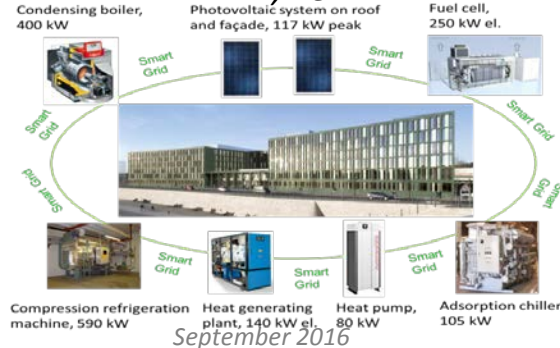 Condensing boiler,
400 kW
Photovoltaic system on roof
and façade, 117 kW peak
Fuel cell,
250 kW el.
Smart
Grid
Smart
Grid
Smart
Grid
Smart Grid
Smart Grid
Smart
Grid
Smart
Grid
Smart
Grid
Smart
Grid
Compression refrigeration
machine, 590 kW
Heat generating
plant, 140 kW el.
Heat pump,
80 kW
Adsorption chiller
105 kW
September 2016